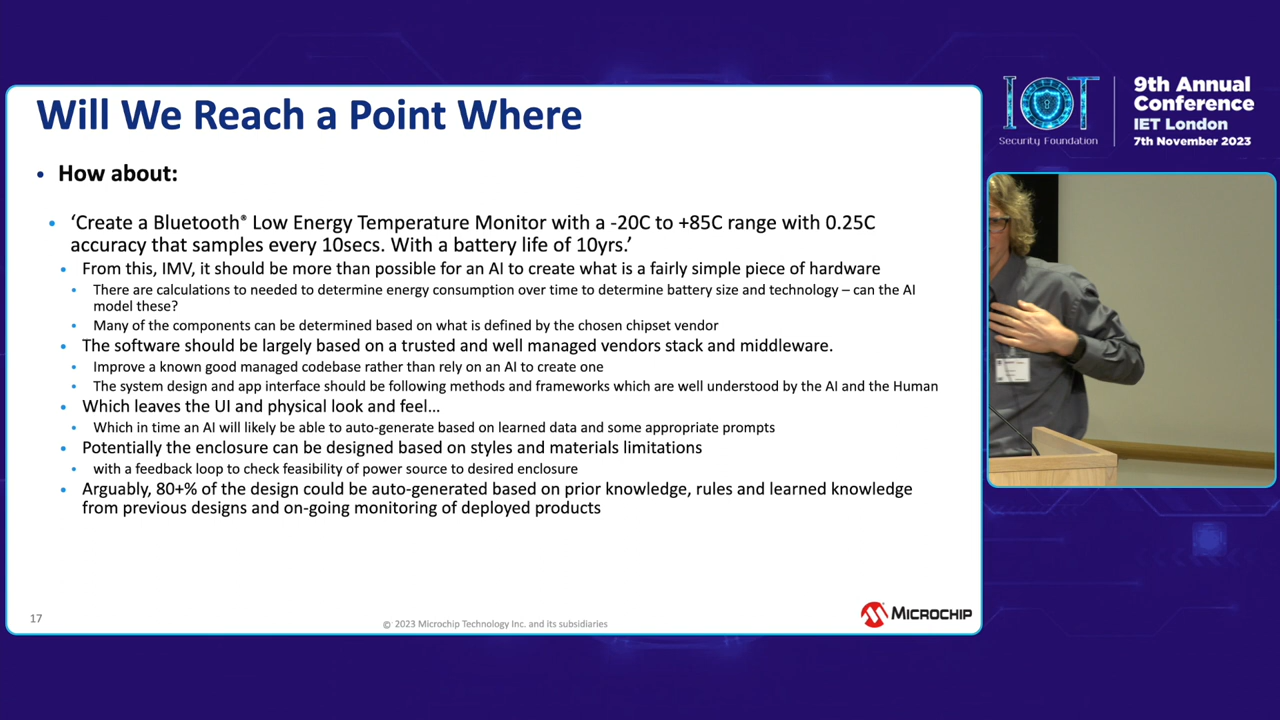 Will We Reach a Point Where
• How about:
• ‘Create a Bluetooth® Low Energy Temperature Monitor with a -20C to +85C range with 0.25C
accuracy that samples every 10secs. With a battery life of 10yrs.’
• From this, IMV, it should be more than possible for an AI to create what is a fairly simple piece of hardware
• There are calculations to needed to determine energy consumption over time to determine battery size and technology – can the AI
model these?
• Many of the components can be determined based on what is defined by the chosen chipset vendor
• The software should be largely based on a trusted and well managed vendors stack and middleware.
• Improve a known good managed codebase rather than rely on an AI to create one
• The system design and app interface should be following methods and frameworks which are well understood by the AI and the Human
• Which leaves the UI and physical look and feel…
• Which in time an AI will likely be able to auto-generate based on learned data and some appropriate prompts
• Potentially the enclosure can be designed based on styles and materials limitations
• with a feedback loop to check feasibility of power source to desired enclosure
• Arguably, 80+% of the design could be auto-generated based on prior knowledge, rules and learned knowledge
from previous designs and on-going monitoring of deployed products
17
© 2023 Microchip Technology Inc. and its subsidiaries
MICROCHIP
IOT
Security Foundation
9th Annual
Conference
IET London
7th November 2023